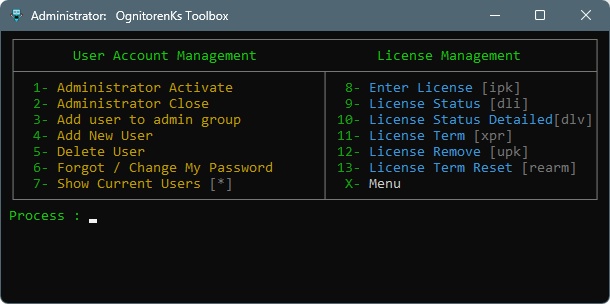 Administrator: OgnitorenKs Toolbox
User Account Management License Management
1- Administrator Activate 8- Enter License [ipk]
2- Administrator Close 9- License Status [dli]
3- Add user to admin group 10- License Status Detailed[dlv]
4- Add New User 11- License Term [xpr]
5- Delete User 12- License Remove [upk]
6- Forgot / Change My Password 13- License Term Reset [rearm]
7- Show Current Users [*] X- Menu
Process :